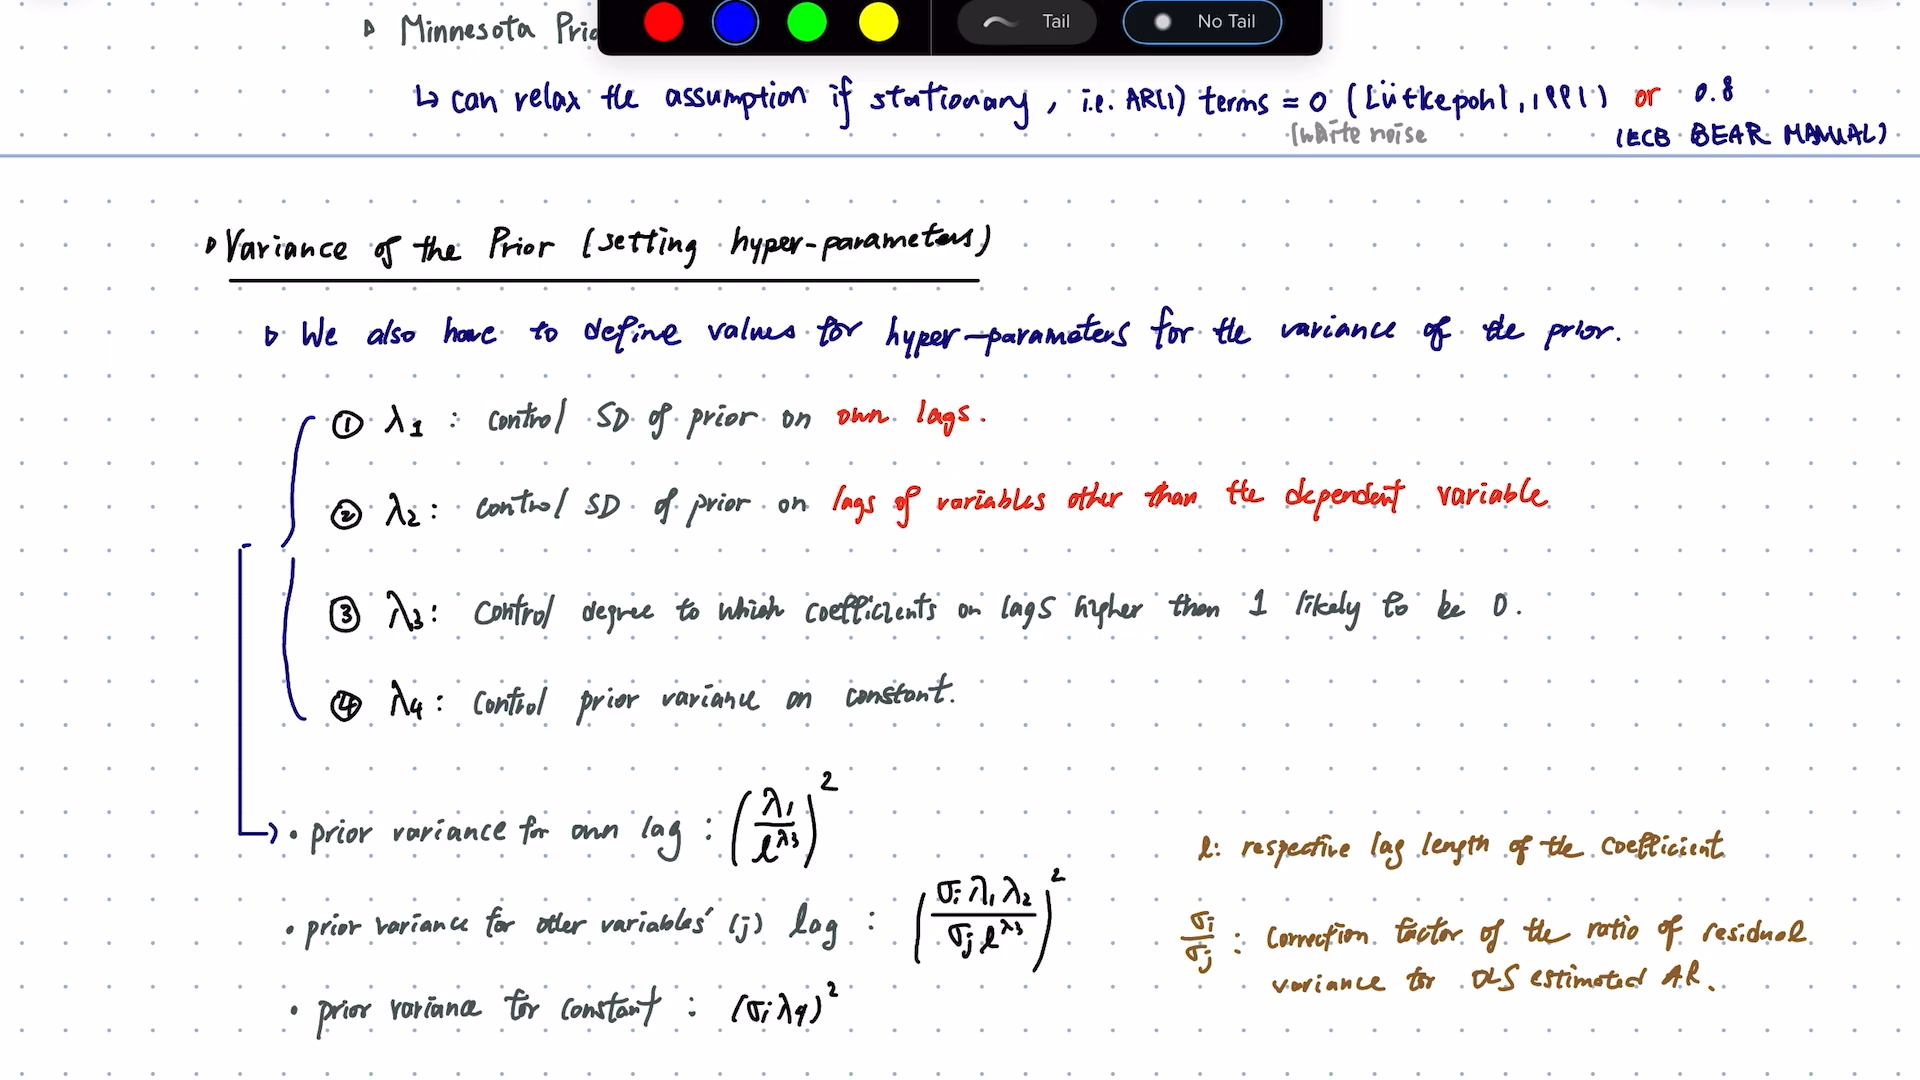 Minnesota
Tail
No Tail
↳ can relax the assumption if stationary, i.e. AR(1) terms = 0 (Lütkepohl, 1991) or 0.8
(white noise
(ECB BEAR MANUAL)
Variance of the Prior (setting hyper-parameters)
We also have to define values for hyper-parameters for the variance of the prior.
① λ₁ : control SD of prior on own lags.
② λ₂ : control SD of prior on lags of variables other than the dependent variable
③ λ₃ : control degree to which coefficients on lags higher than 1 likely to be 0.
④ λ₄ : control prior variance on constant.
• prior variance for own lag : (λ₁ / l^λ₃)²
l: respective lag length of the coefficient
• prior variance for other variables' (j) lag : (σᵢ λ₁ λ₂ / σⱼ l^λ₃)²
σᵢ/σⱼ : correction factor of the ratio of residual
variance for OLS estimated AR.
• prior variance for constant : (σᵢ λ₄)²